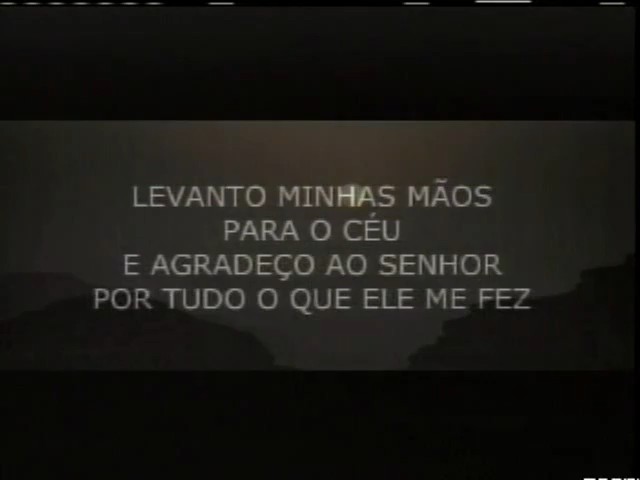 LEVANTO MINHAS MÃOS
PARA O CÉU
E AGRADEÇO AO SENHOR
POR TUDO O QUE ELE ME FEZ